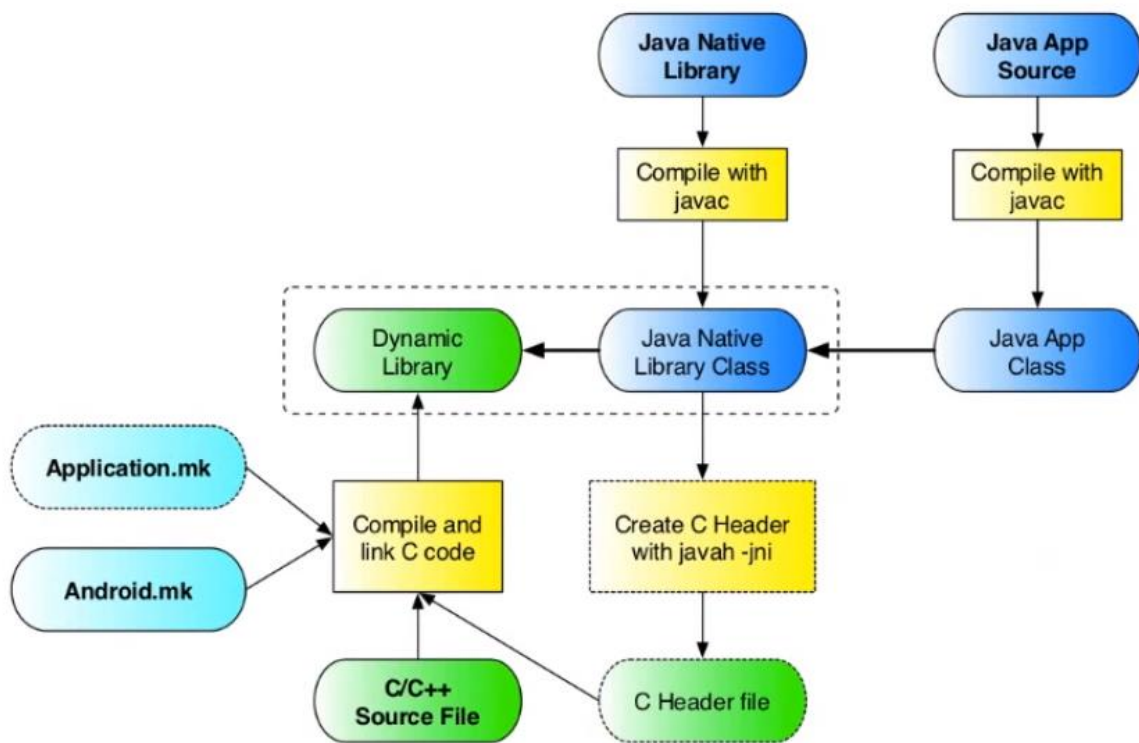 Java Native
Library
Java App
Source
Compile with
javac
Compile with
javac
Dynamic
Library
Java Native
Library Class
Java App
Class
Application.mk
Android.mk
Compile and
link C code
Create C Header
with javah -jni
C/C++
Source File
C Header file